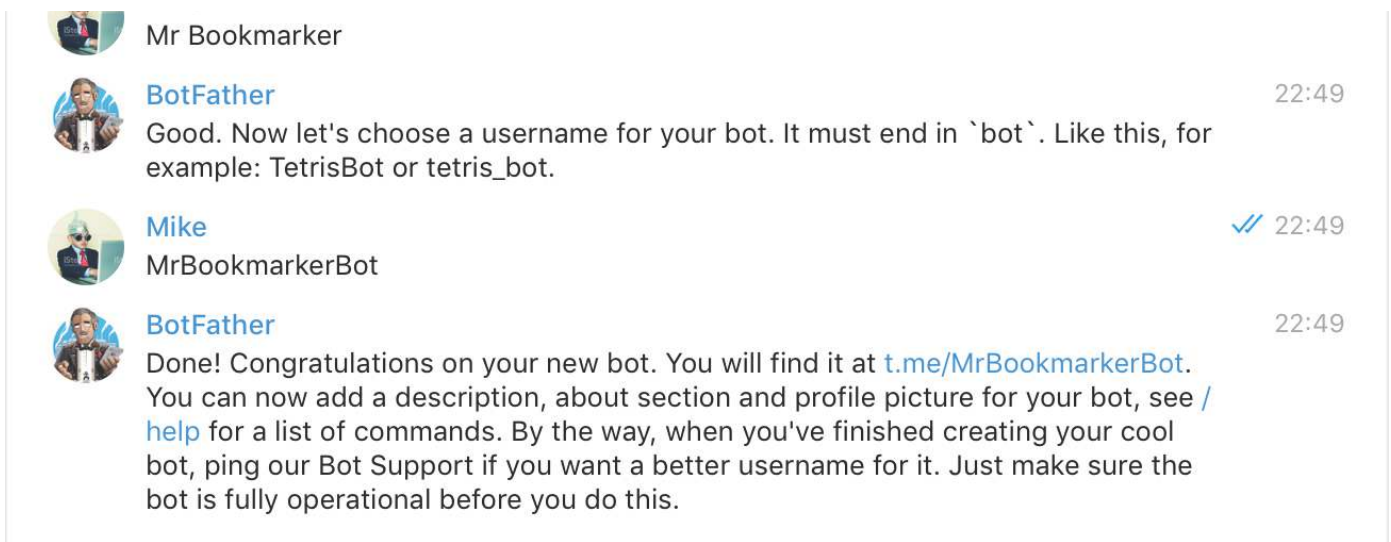 Mr Bookmarker
BotFather 22:49
Good. Now let's choose a username for your bot. It must end in `bot`. Like this, for
example: TetrisBot or tetris_bot.
Mike 22:49
MrBookmarkerBot
BotFather 22:49
Done! Congratulations on your new bot. You will find it at t.me/MrBookmarkerBot.
You can now add a description, about section and profile picture for your bot, see /
help for a list of commands. By the way, when you've finished creating your cool
bot, ping our Bot Support if you want a better username for it. Just make sure the
bot is fully operational before you do this.